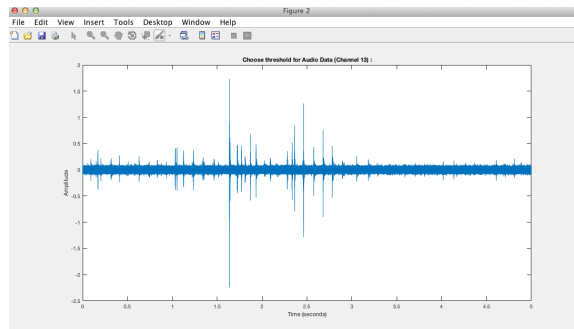 Figure 2
File Edit View Insert Tools Desktop Window Help
Choose threshold for Audio Data (Channel 13) :
2
1.5
1
0.5
0
-0.5
-1
-1.5
-2
-2.5
Amplitude
0 0.5 1 1.5 2 2.5 3 3.5 4 4.5 5
Time (seconds)